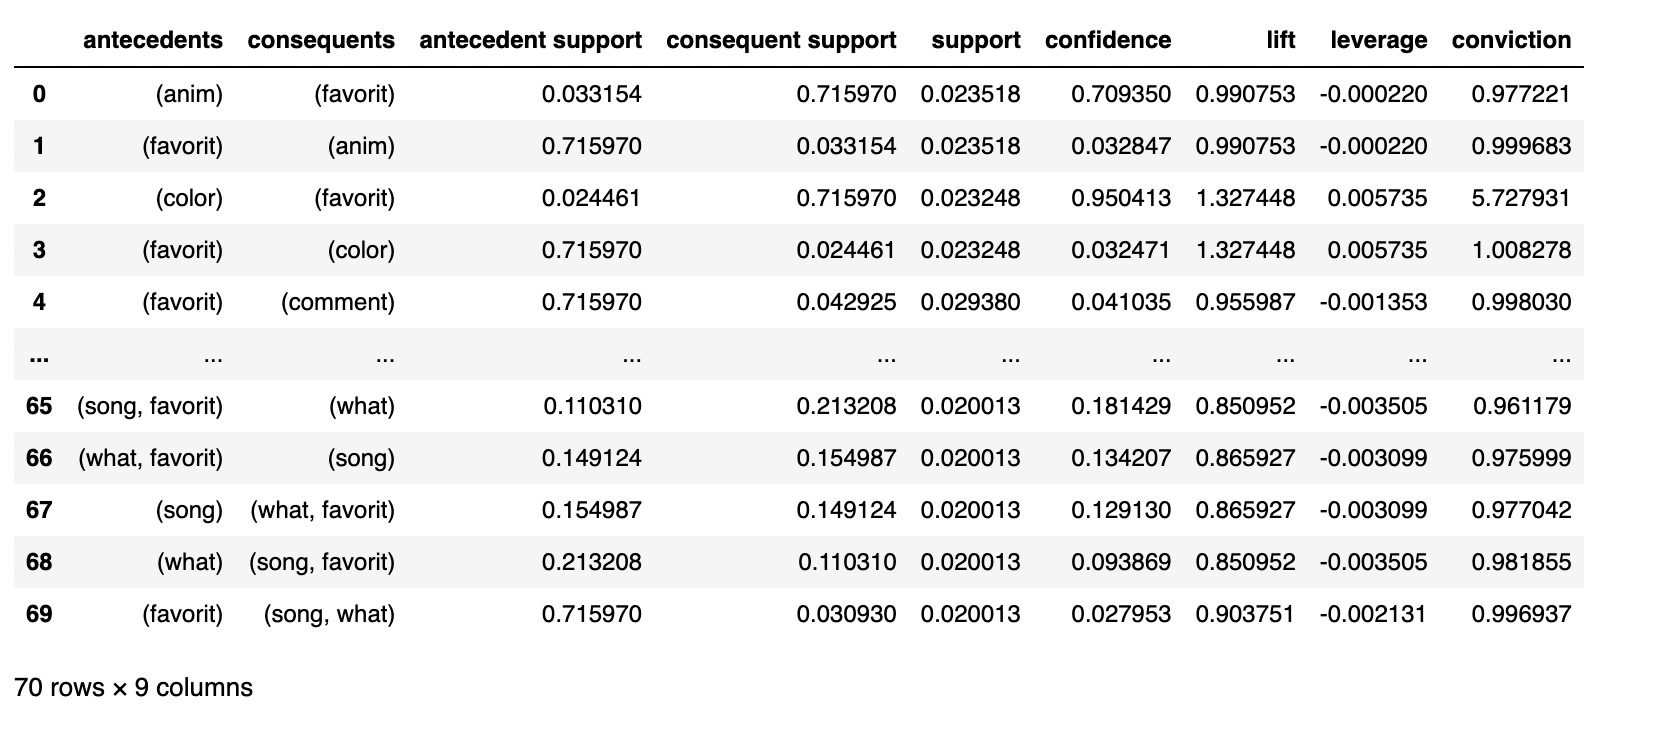 antecedents consequents antecedent support consequent support support confidence lift leverage conviction
0 (anim) (favorit) 0.033154 0.715970 0.023518 0.709350 0.990753 -0.000220 0.977221
1 (favorit) (anim) 0.715970 0.033154 0.023518 0.032847 0.990753 -0.000220 0.999683
2 (color) (favorit) 0.024461 0.715970 0.023248 0.950413 1.327448 0.005735 5.727931
3 (favorit) (color) 0.715970 0.024461 0.023248 0.032471 1.327448 0.005735 1.008278
4 (favorit) (comment) 0.715970 0.042925 0.029380 0.041035 0.955987 -0.001353 0.998030
... ... ... ... ... ... ... ... ... ...
65 (song, favorit) (what) 0.110310 0.213208 0.020013 0.181429 0.850952 -0.003505 0.961179
66 (what, favorit) (song) 0.149124 0.154987 0.020013 0.134207 0.865927 -0.003099 0.975999
67 (song) (what, favorit) 0.154987 0.149124 0.020013 0.129130 0.865927 -0.003099 0.977042
68 (what) (song, favorit) 0.213208 0.110310 0.020013 0.093869 0.850952 -0.003505 0.981855
69 (favorit) (song, what) 0.715970 0.030930 0.020013 0.027953 0.903751 -0.002131 0.996937
70 rows × 9 columns